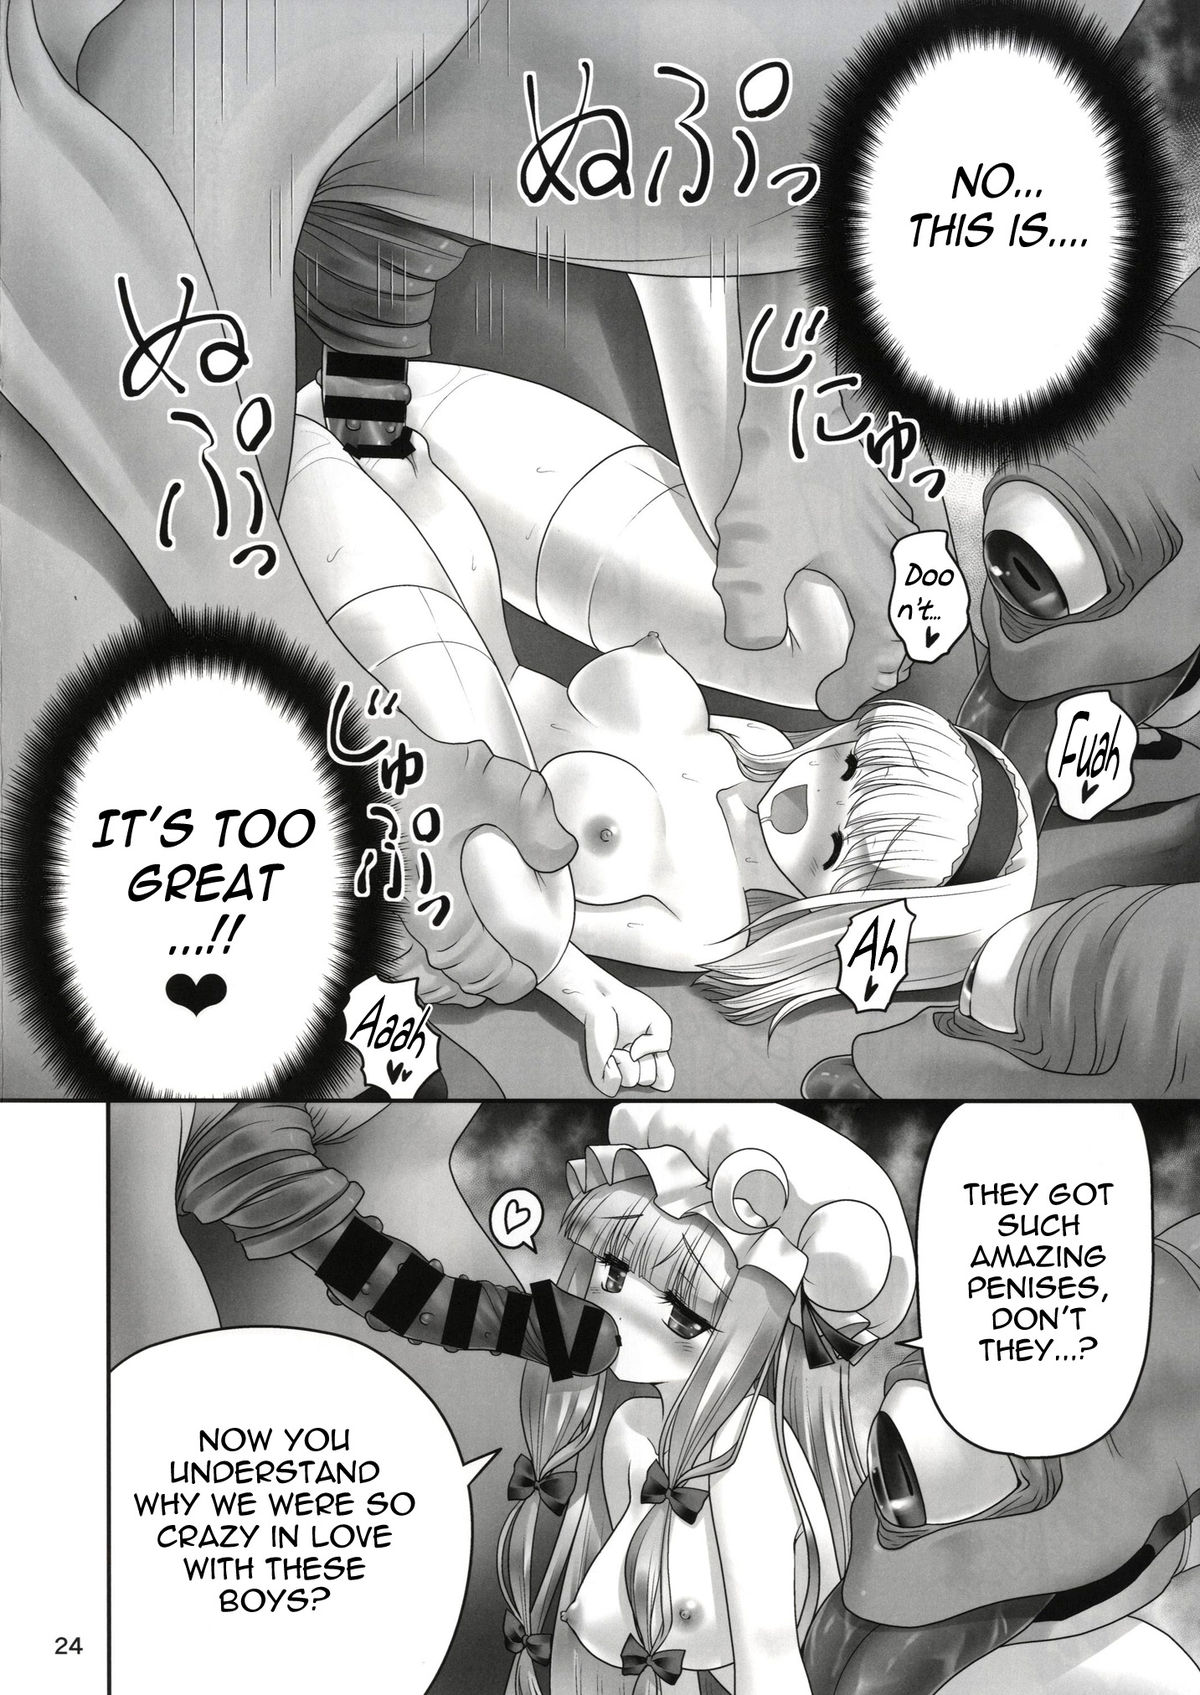 NO...
THIS IS....
ぬぷっ
ぬぷっ
じにゅっ
Doo
n't...
Fuah
じゅぷっ
IT'S TOO
GREAT
...!!
Ah
Aaah
THEY GOT
SUCH
AMAZING
PENISES,
DON'T
THEY...?
NOW YOU
UNDERSTAND
WHY WE WERE SO
CRAZY IN LOVE
WITH THESE
BOYS?
24